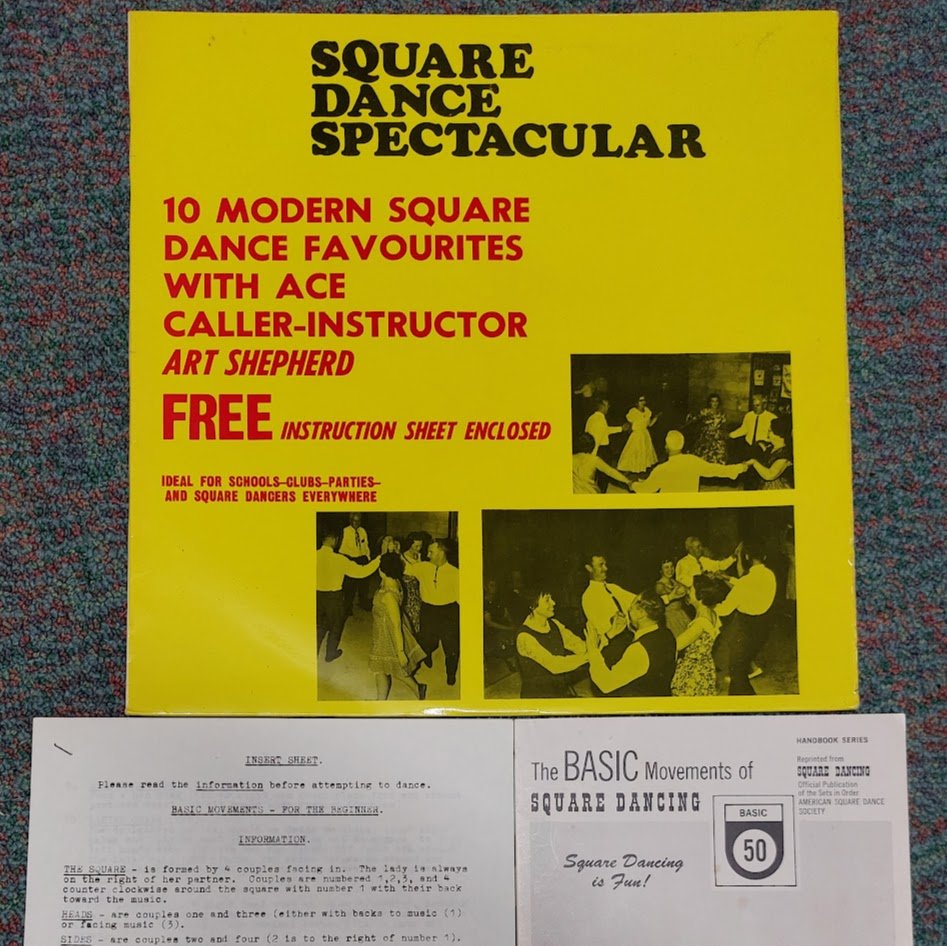 SQUARE
DANCE
SPECTACULAR
10 MODERN SQUARE
DANCE FAVOURITES
WITH ACE
CALLER-INSTRUCTOR
ART SHEPHERD
FREE INSTRUCTION SHEET ENCLOSED
IDEAL FOR SCHOOLS–CLUBS–PARTIES–
AND SQUARE DANCERS EVERYWHERE
INSERT SHEET.
Please read the information before attempting to dance.
BASIC MOVEMENTS - FOR THE BEGINNER.
INFORMATION.
THE SQUARE - is formed by 4 couples facing in. The lady is always
on the right of her partner. Couples are numbered 1,2,3, and 4
counter clockwise around the square with number 1 with their back
toward the music.
HEADS - are couples one and three (either with backs to music (1)
or facing music (3).
SIDES - are couples two and four (2 is to the right of number 1).
The BASIC Movements of
SQUARE DANCING
Square Dancing
is Fun!
HANDBOOK SERIES
Reprinted from
SQUARE DANCING
Official Publication
of the Sets in Order
AMERICAN SQUARE DANCE
SOCIETY
BASIC
50